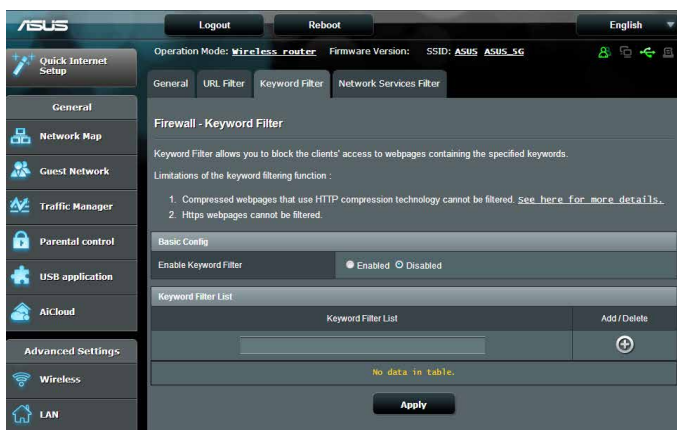 ASUS
Logout
Reboot
English
Operation Mode: Wireless router Firmware Version: SSID: ASUS ASUS_5G
Quick Internet
Setup
General URL Filter Keyword Filter Network Services Filter
General
Network Map
Guest Network
Traffic Manager
Parental control
USB application
AiCloud
Advanced Settings
Wireless
LAN
Firewall - Keyword Filter
Keyword Filter allows you to block the clients' access to webpages containing the specified keywords.
Limitations of the keyword filtering function :
1. Compressed webpages that use HTTP compression technology cannot be filtered. See here for more details.
2. Https webpages cannot be filtered.
Basic Config
Enable Keyword Filter Enabled Disabled
Keyword Filter List
Keyword Filter List Add / Delete
No data in table.
Apply